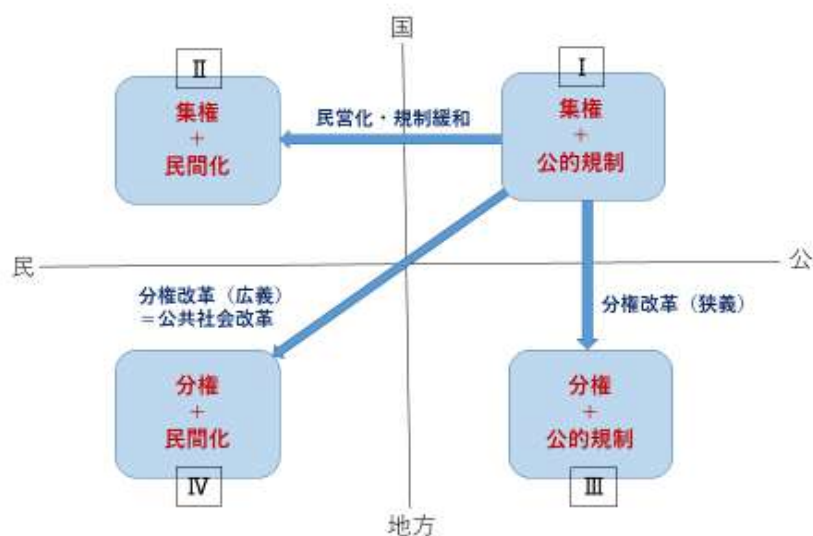 国
Ⅱ
集権
＋
民間化
民営化・規制緩和
Ⅰ
集権
＋
公的規制
民
公
分権改革（広義）
＝公共社会改革
分権改革（狭義）
分権
＋
民間化
Ⅳ
分権
＋
公的規制
Ⅲ
地方